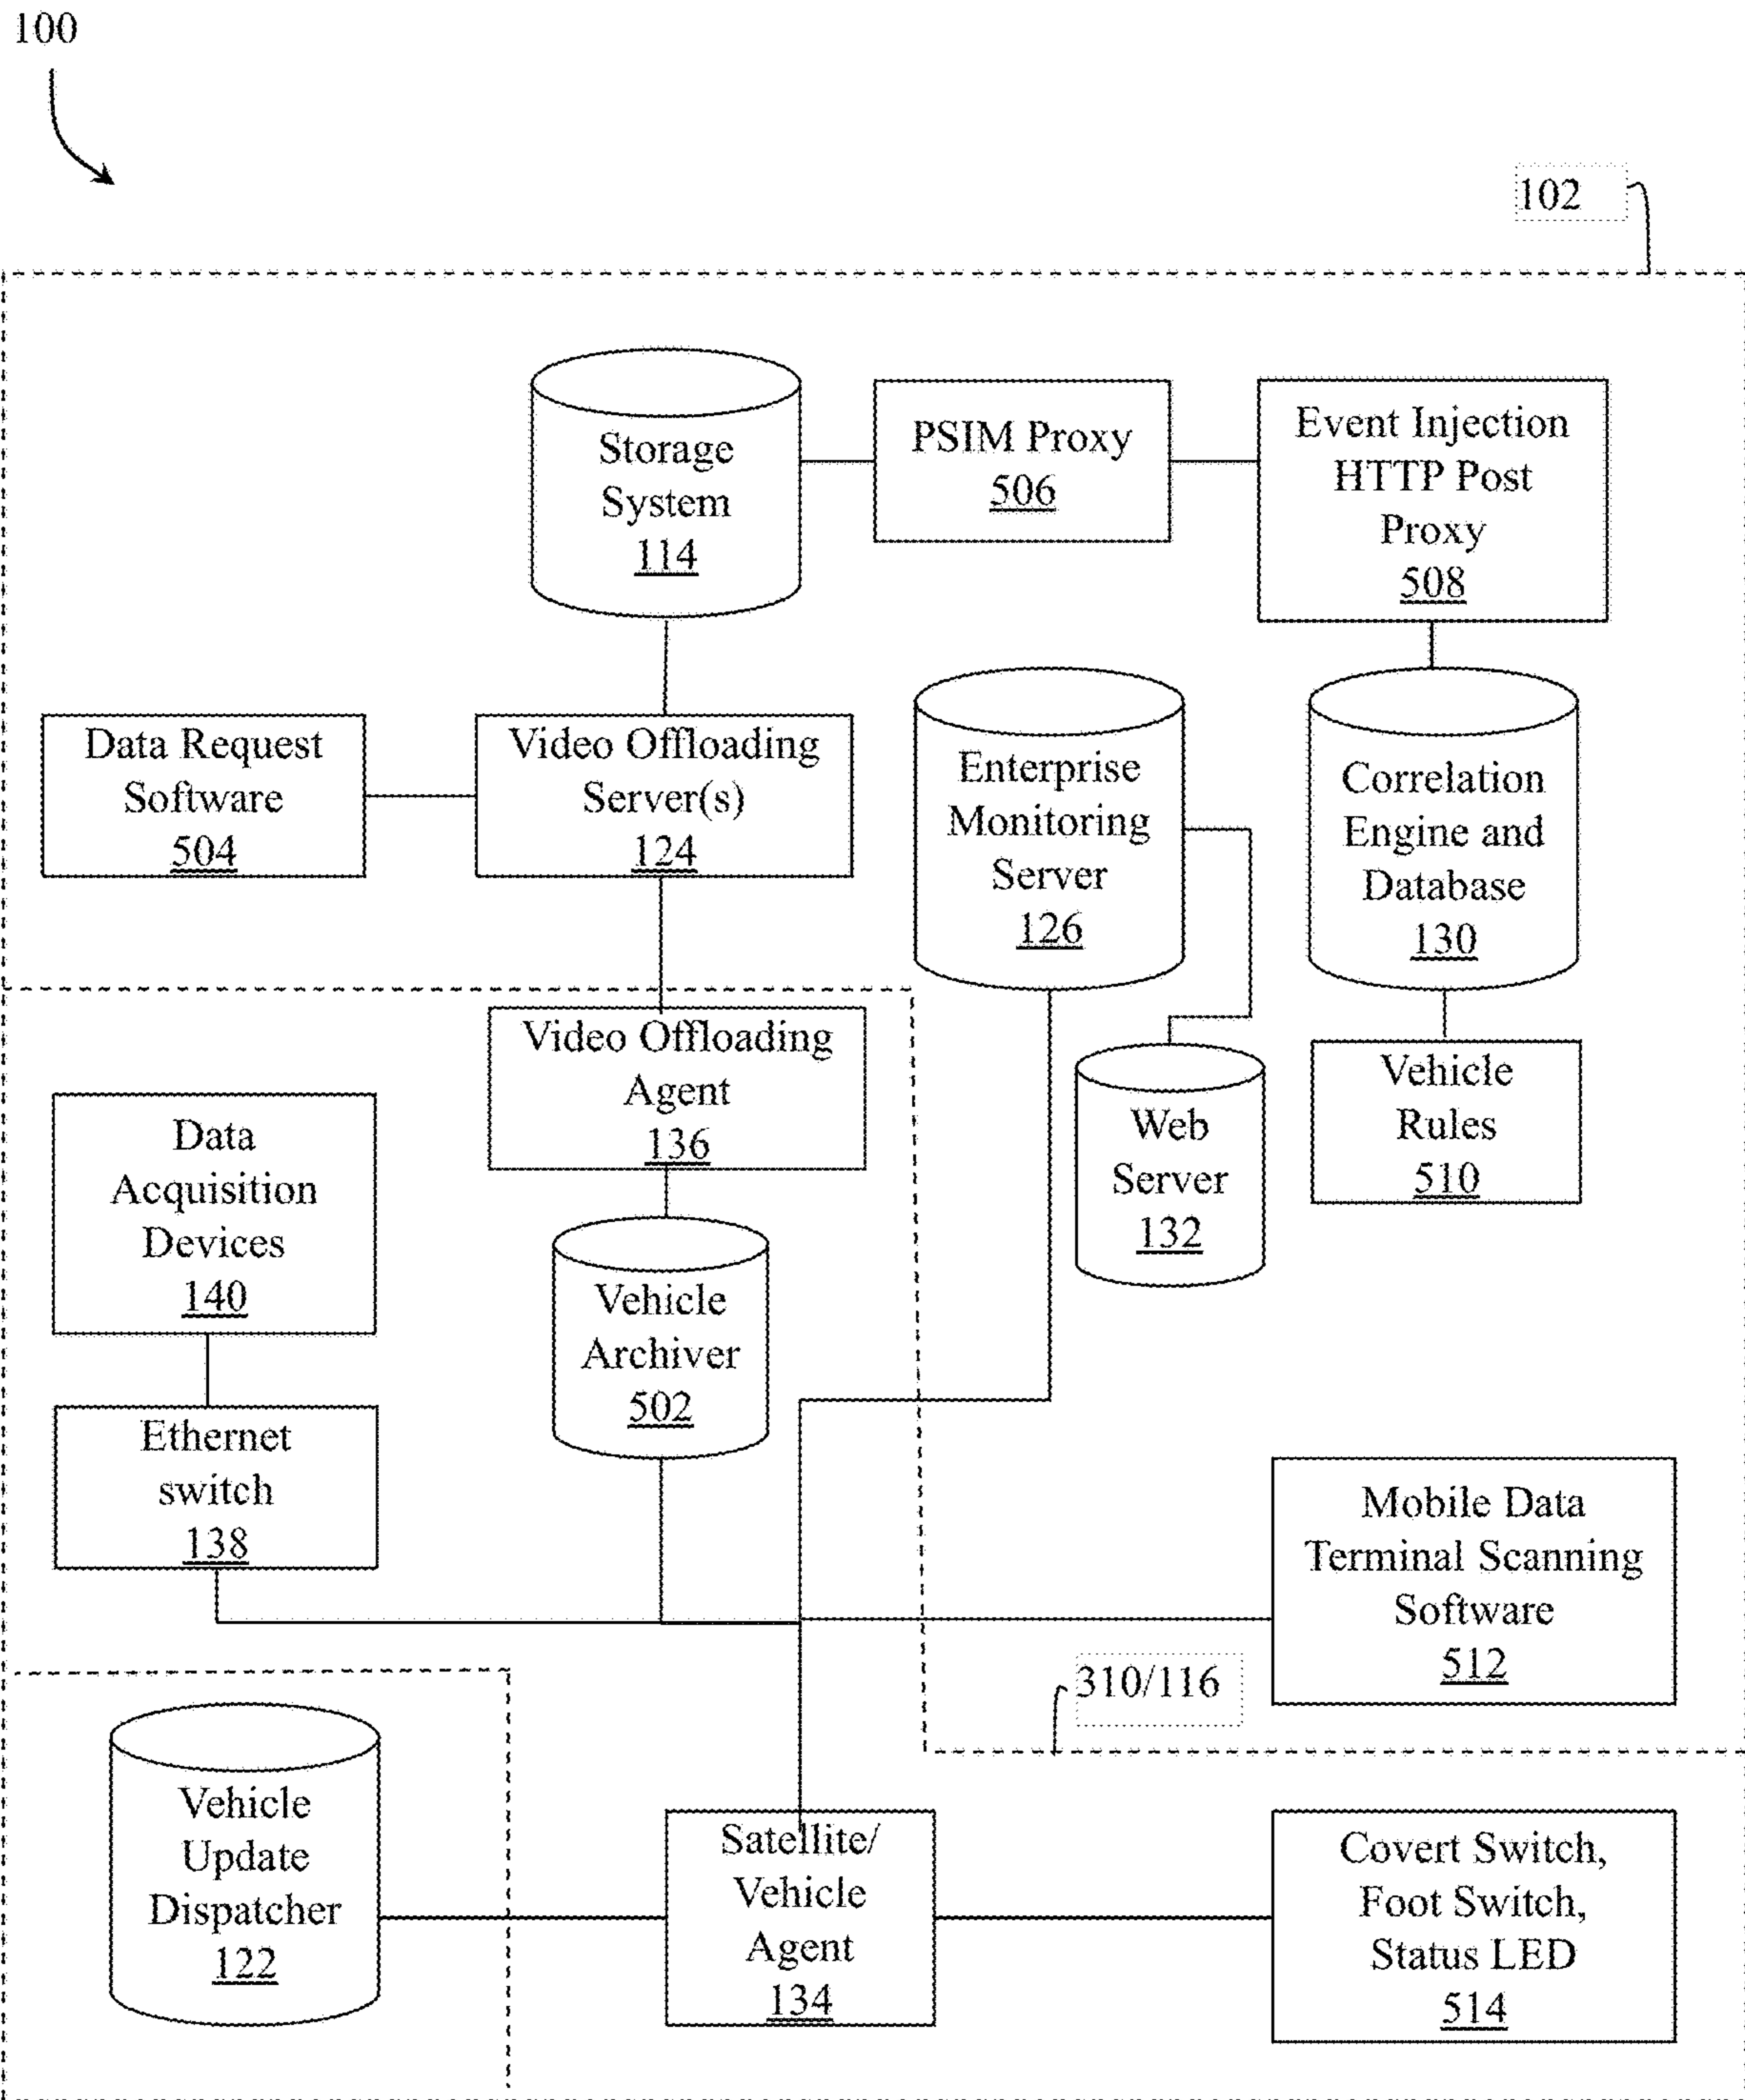 100
102
Storage
System
114
PSIM Proxy
506
Event Injection
HTTP Post
Proxy
508
Data Request
Software
504
Video Offloading
Server(s)
124
Enterprise
Monitoring
Server
126
Correlation
Engine and
Database
130
Video Offloading
Agent
136
Data
Acquisition
Devices
140
Web
Server
132
Vehicle
Rules
510
Vehicle
Archiver
502
Ethernet
switch
138
Mobile Data
Terminal Scanning
Software
512
310/116
Vehicle
Update
Dispatcher
122
Satellite/
Vehicle
Agent
134
Covert Switch,
Foot Switch,
Status LED
514